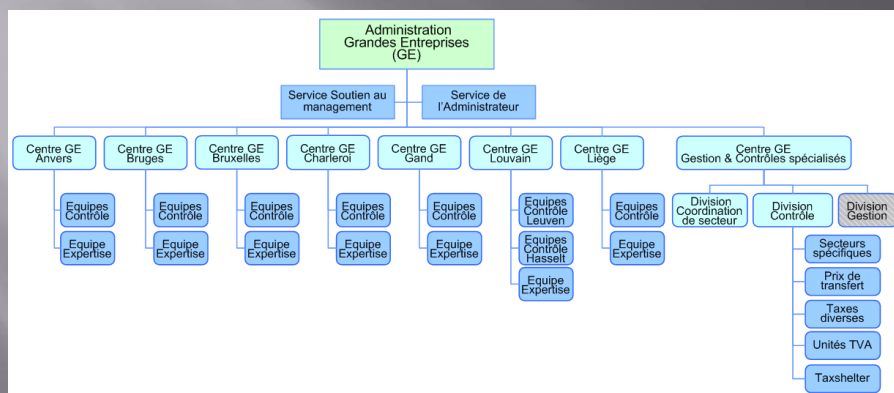 Administration
Grandes Entreprises
(GE)
Service Soutien au
management
Service de
l'Administrateur
Centre GE
Anvers
Centre GE
Bruges
Centre GE
Bruxelles
Centre GE
Charleroi
Centre GE
Gand
Centre GE
Louvain
Centre GE
Liège
Centre GE
Gestion & Contrôles spécialisés
Equipes
Contrôle
Equipe
Expertise
Equipes
Contrôle
Equipe
Expertise
Equipes
Contrôle
Equipe
Expertise
Equipes
Contrôle
Equipe
Expertise
Equipes
Contrôle
Equipe
Expertise
Equipes
Contrôle
Leuven
Equipes
Contrôle
Hasselt
Equipe
Expertise
Equipes
Contrôle
Equipe
Expertise
Division
Coordination
de secteur
Division
Contrôle
Division
Gestion
Secteurs
spécifiques
Prix de
transfert
Taxes
diverses
Unités TVA
Taxshelter